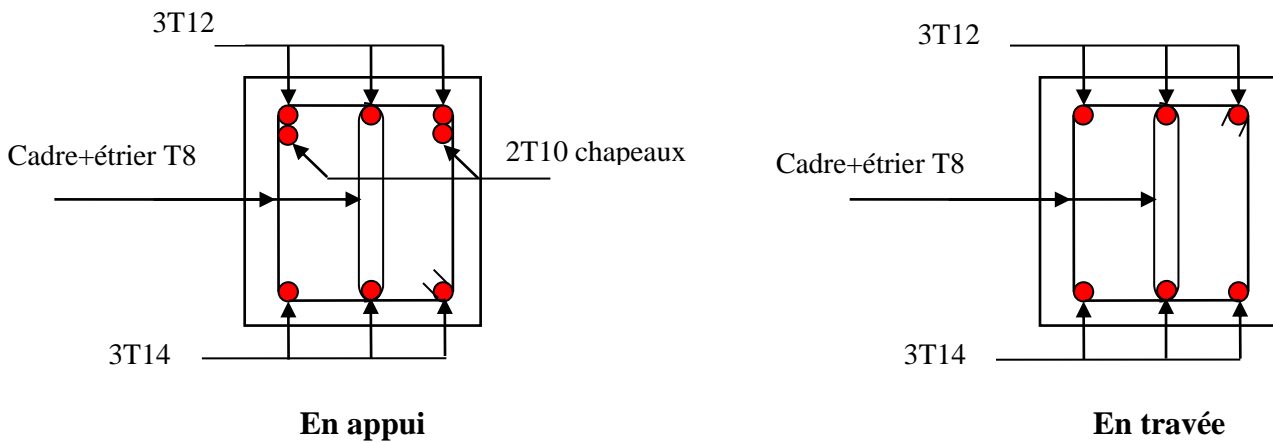 3T12
Cadre+étrier T8
2T10 chapeaux
3T14
En appui
3T12
Cadre+étrier T8
3T14
En travée